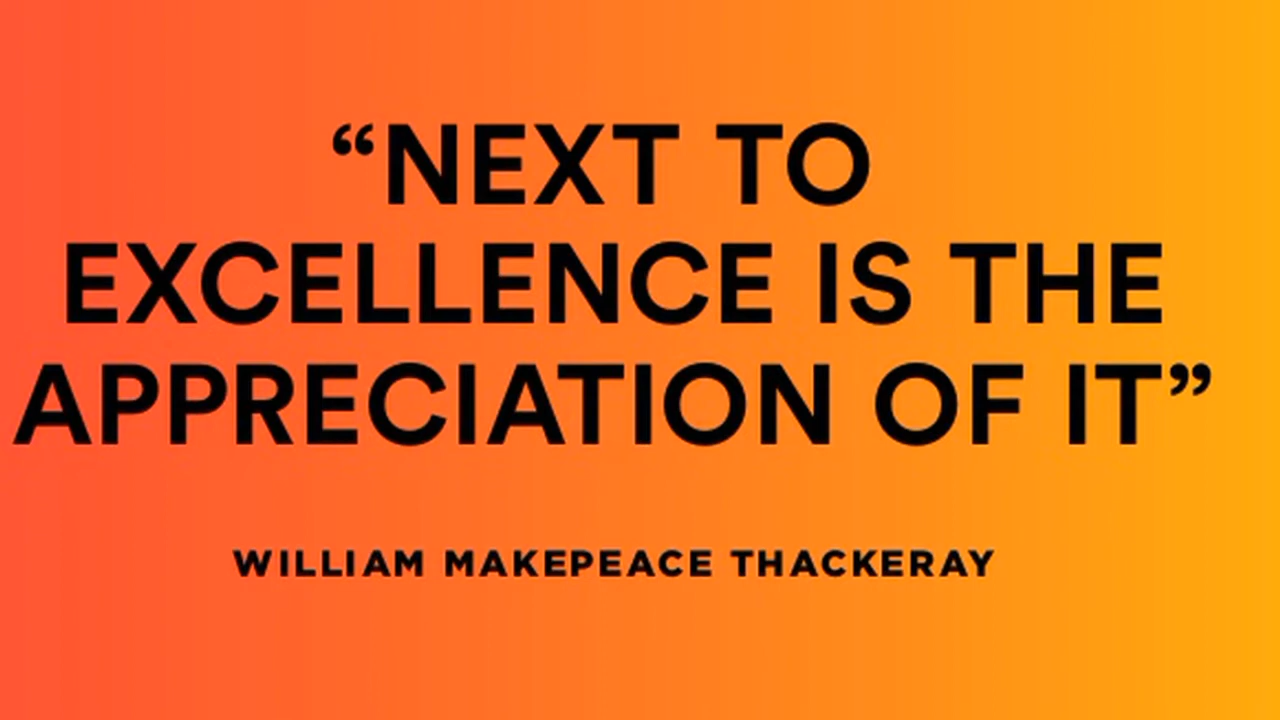 “NEXT TO
EXCELLENCE IS THE
APPRECIATION OF IT”
WILLIAM MAKEPEACE THACKERAY